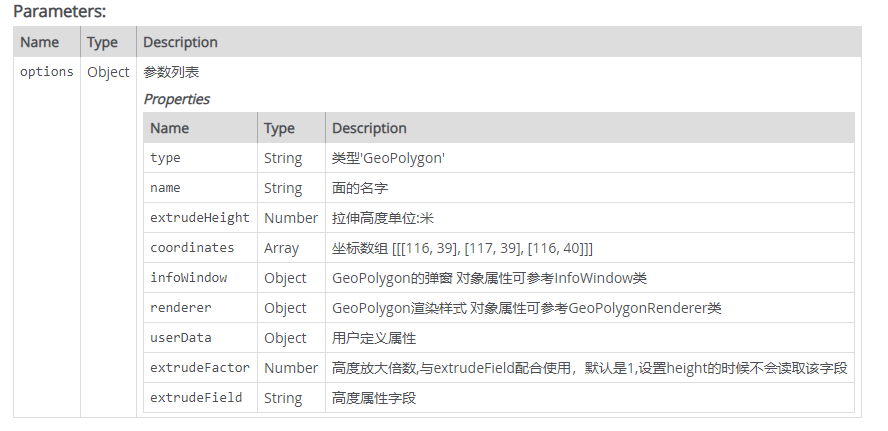 Parameters:
Name Type Description
options Object 参数列表
Properties
Name Type Description
type String 类型'GeoPolygon'
name String 面的名字
extrudeHeight Number 拉伸高度单位:米
coordinates Array 坐标数组 [[[116, 39], [117, 39], [116, 40]]]
infoWindow Object GeoPolygon的弹窗 对象属性可参考InfoWindow类
renderer Object GeoPolygon渲染样式 对象属性可参考GeoPolygonRenderer类
userData Object 用户定义属性
extrudeFactor Number 高度放大倍数,与extrudeField配合使用，默认是1,设置height的时候不会读取该字段
extrudeField String 高度属性字段